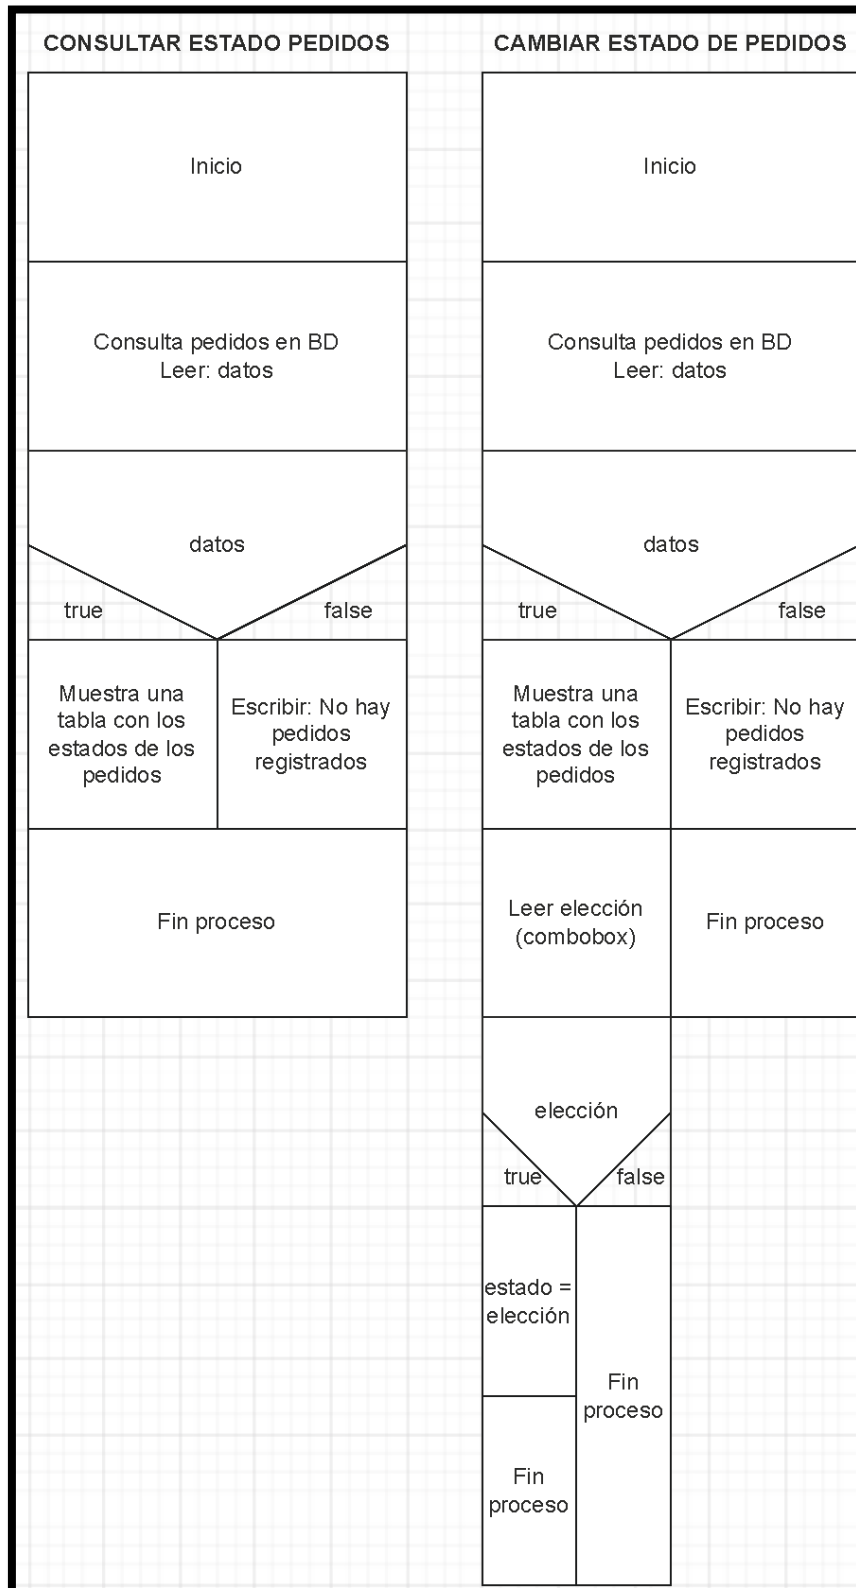 CONSULTAR ESTADO PEDIDOS
Inicio
Consulta pedidos en BD
Leer: datos
datos
true
false
Muestra una
tabla con los
estados de los
pedidos
Escribir: No hay
pedidos
registrados
Fin proceso
CAMBIAR ESTADO DE PEDIDOS
Inicio
Consulta pedidos en BD
Leer: datos
datos
true
false
Muestra una
tabla con los
estados de los
pedidos
Escribir: No hay
pedidos
registrados
Leer elección
(combobox)
Fin proceso
elección
true
false
estado =
elección
Fin
proceso
Fin
proceso